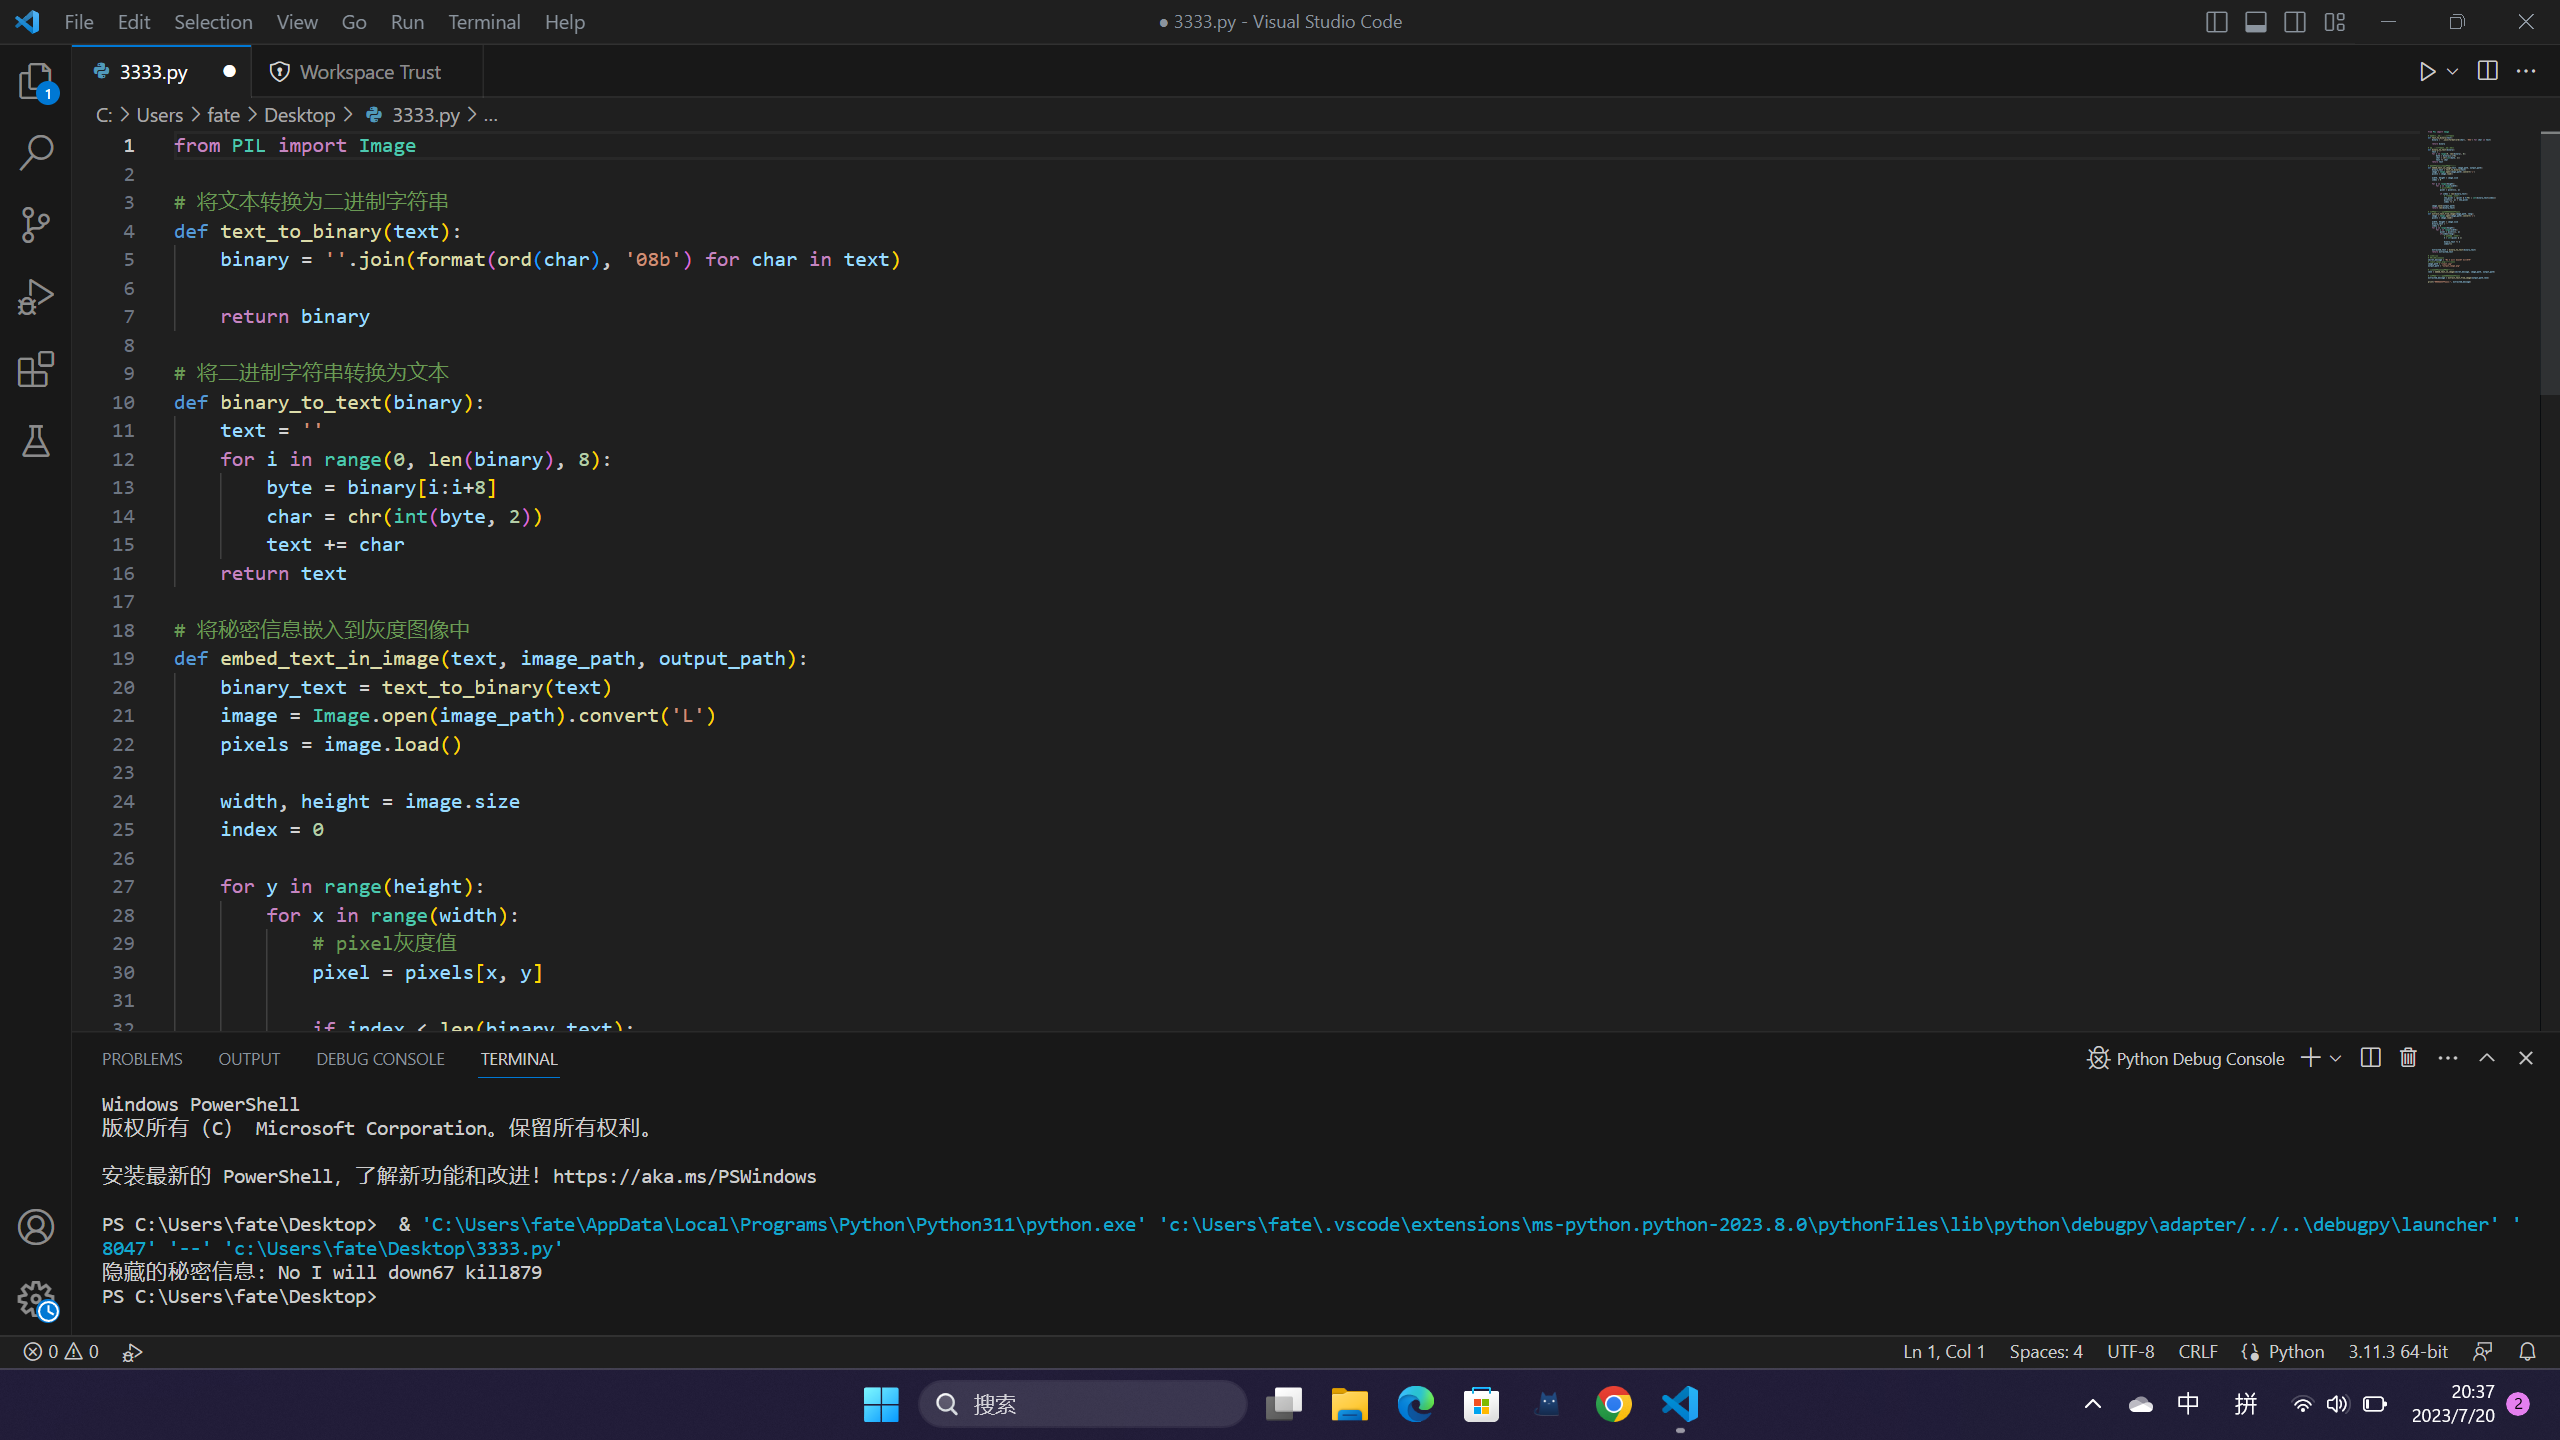 File Edit Selection View Go Run Terminal Help
● 3333.py - Visual Studio Code
3333.py
Workspace Trust
1
C: > Users > fate > Desktop > 3333.py > ...
1 from PIL import Image
2
3 # 将文本转换为二进制字符串
4 def text_to_binary(text):
5     binary = ''.join(format(ord(char), '08b') for char in text)
6
7     return binary
8
9 # 将二进制字符串转换为文本
10 def binary_to_text(binary):
11     text = ''
12     for i in range(0, len(binary), 8):
13         byte = binary[i:i+8]
14         char = chr(int(byte, 2))
15         text += char
16     return text
17
18 # 将秘密信息嵌入到灰度图像中
19 def embed_text_in_image(text, image_path, output_path):
20     binary_text = text_to_binary(text)
21     image = Image.open(image_path).convert('L')
22     pixels = image.load()
23
24     width, height = image.size
25     index = 0
26
27     for y in range(height):
28         for x in range(width):
29             # pixel灰度值
30             pixel = pixels[x, y]
31
32             if index < len(binary_text):
PROBLEMS OUTPUT DEBUG CONSOLE TERMINAL
Python Debug Console
Windows PowerShell
版权所有 (C) Microsoft Corporation。保留所有权利。
安装最新的 PowerShell，了解新功能和改进！https://aka.ms/PSWindows
PS C:\Users\fate\Desktop>  & 'C:\Users\fate\AppData\Local\Programs\Python\Python311\python.exe' 'c:\Users\fate\.vscode\extensions\ms-python.python-2023.8.0\pythonFiles\lib\python\debugpy\adapter/../..\debugpy\launcher' '
8047' '--' 'c:\Users\fate\Desktop\3333.py'
隐藏的秘密信息: No I will down67 kill879
PS C:\Users\fate\Desktop>
0 0
Ln 1, Col 1 Spaces: 4 UTF-8 CRLF Python 3.11.3 64-bit
搜索
中 拼
20:37
2023/7/20
2